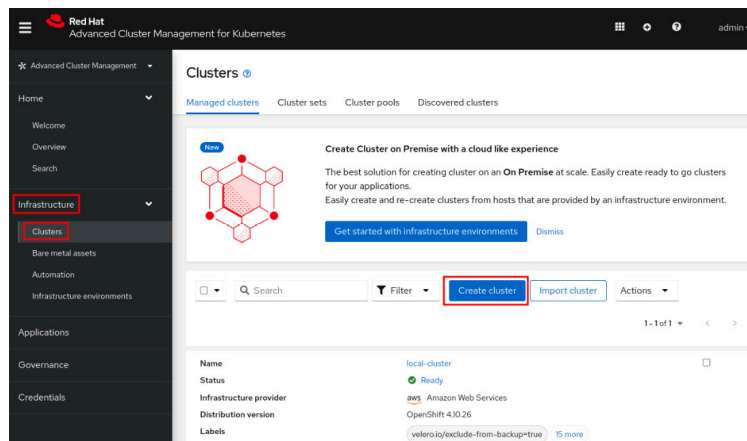 Red Hat
Advanced Cluster Management for Kubernetes
admin
Advanced Cluster Management
Home
Welcome
Overview
Search
Infrastructure
Clusters
Bare metal assets
Automation
Infrastructure environments
Applications
Governance
Credentials
Clusters
Managed clusters Cluster sets Cluster pools Discovered clusters
New
Create Cluster on Premise with a cloud like experience
The best solution for creating cluster on an On Premise at scale. Easily create ready to go clusters
for your applications.
Easily create and re-create clusters from hosts that are provided by an infrastructure environment.
Get started with infrastructure environments Dismiss
Search Filter Create cluster Import cluster Actions
1-1 of 1
Name local-cluster
Status Ready
Infrastructure provider aws Amazon Web Services
Distribution version OpenShift 4.10.26
Labels velero.io/exclude-from-backup=true 15 more